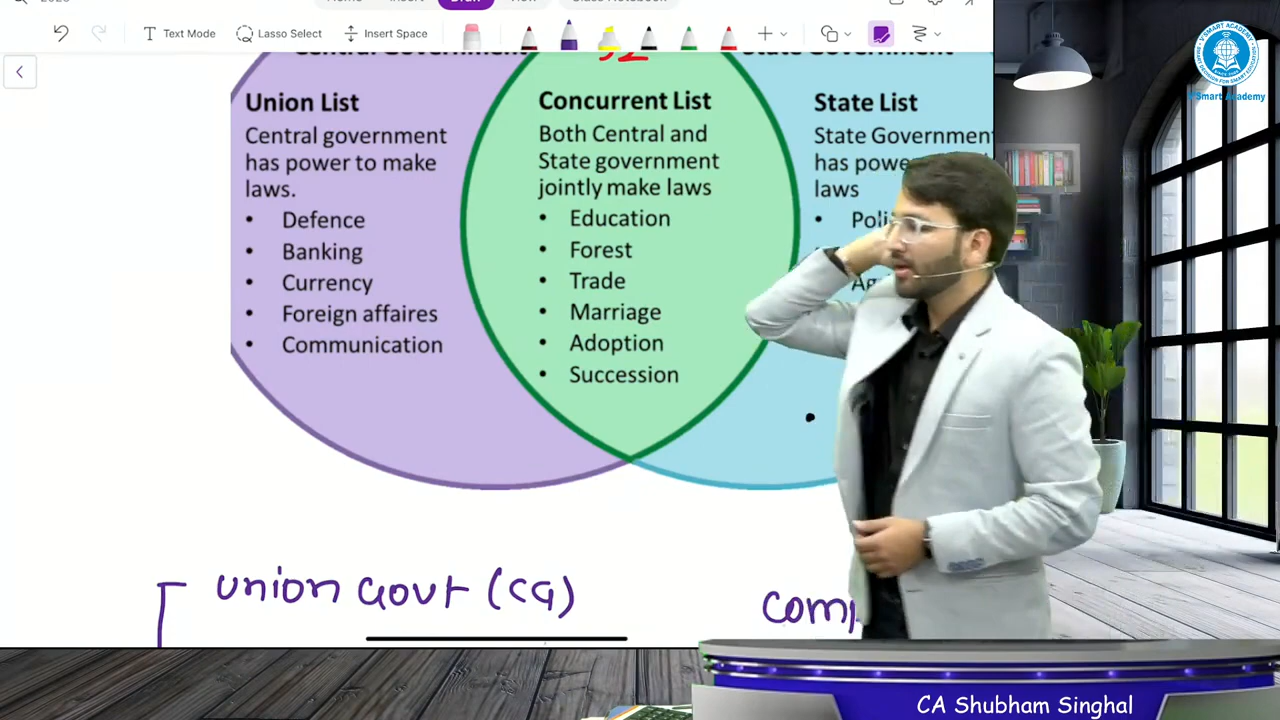 Text Mode
Lasso Select
Insert Space
Union List
Central government
has power to make
laws.
• Defence
• Banking
• Currency
• Foreign affaires
• Communication
Concurrent List
Both Central and
State government
jointly make laws
• Education
• Forest
• Trade
• Marriage
• Adoption
• Succession
State List
State Government
has
laws
union Govt (CG)
CA Shubham Singhal
VSmart Academy